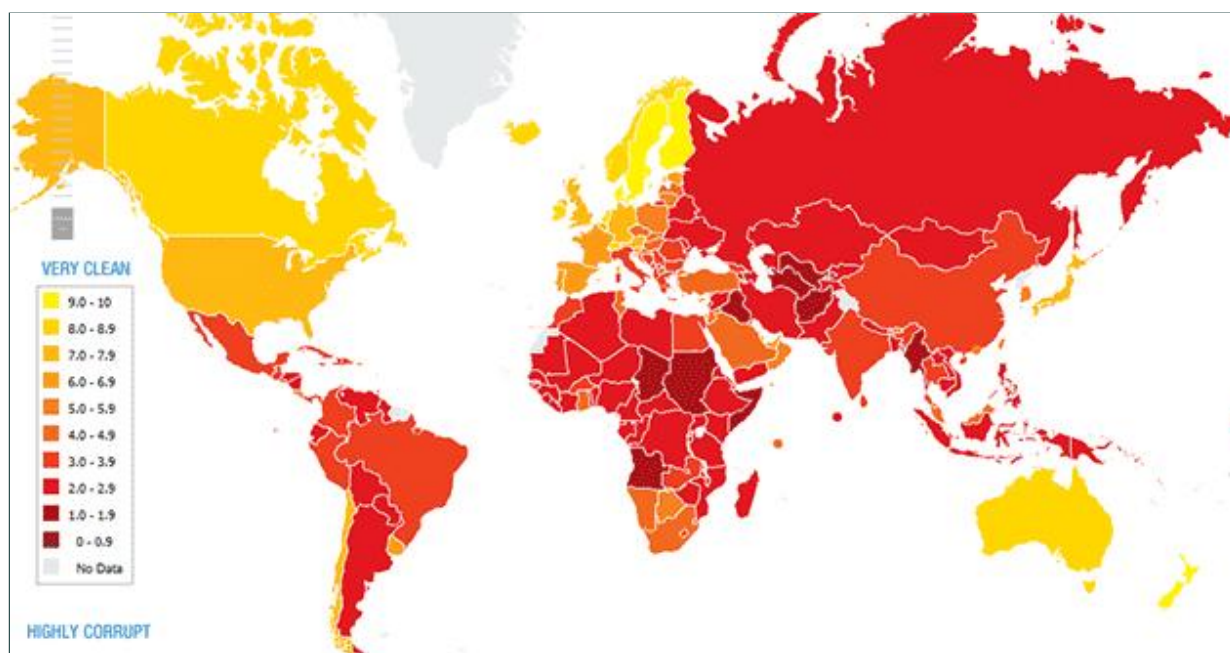 VERY CLEAN
9.0 - 10
8.0 - 8.9
7.0 - 7.9
6.0 - 6.9
5.0 - 5.9
4.0 - 4.9
3.0 - 3.9
2.0 - 2.9
1.0 - 1.9
0 - 0.9
No Data
HIGHLY CORRUPT